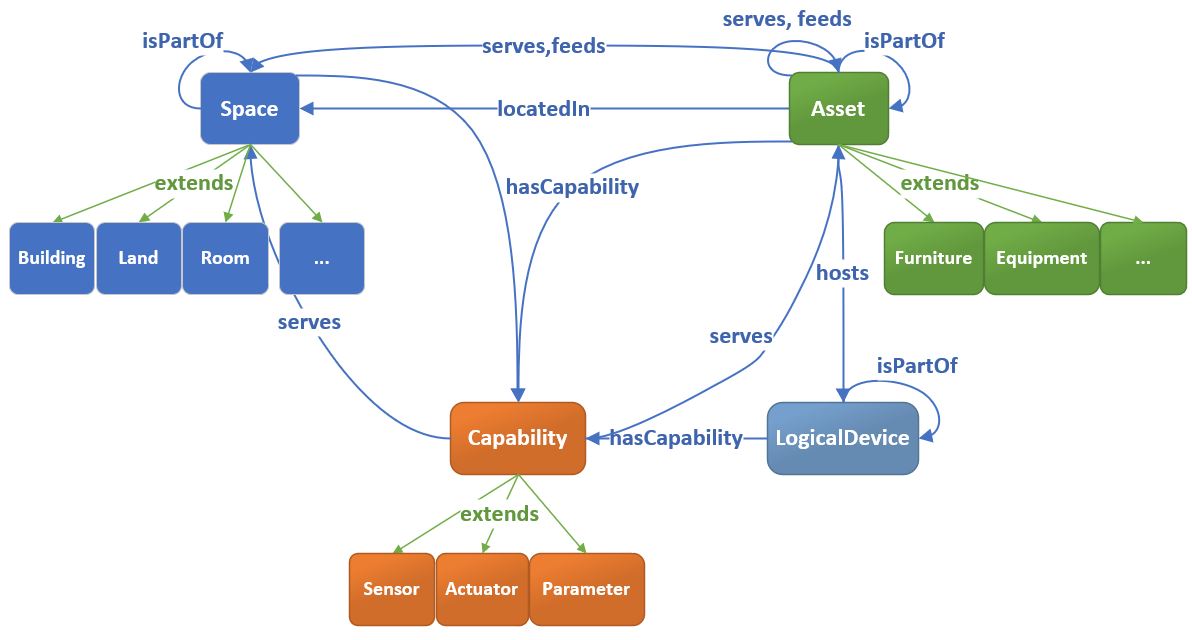 serves, feeds
isPartOf
isPartOf
serves,feeds
Space
locatedIn
Asset
extends
hasCapability
extends
Building
Land
Room
...
Furniture
Equipment
...
hosts
serves
serves
isPartOf
Capability
hasCapability
LogicalDevice
extends
Sensor
Actuator
Parameter